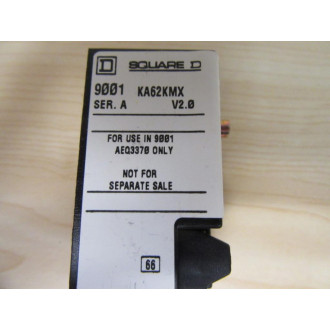 D SQUARE D
9001 KA62KMX
SER. A V2.0
FOR USE IN 9001
AEQ3370 ONLY
NOT FOR
SEPARATE SALE
66